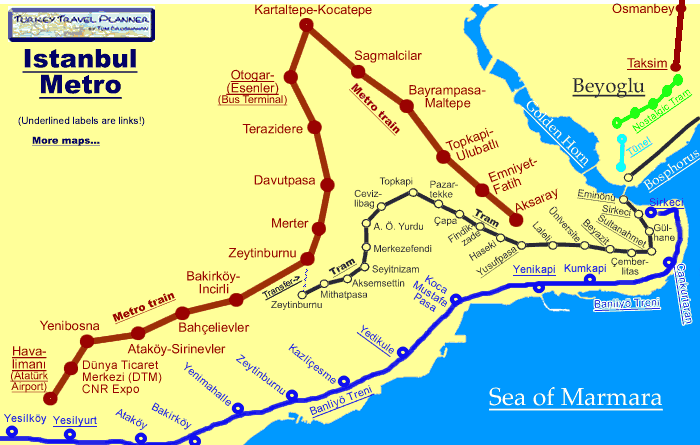 TURKEY TRAVEL PLANNER
BY TOM BROSNAHAN
Istanbul
Metro
(Underlined labels are links!)
More maps...
Kartaltepe-Kocatepe
Osmanbey
Sagmalcilar
Taksim
Otogar-
(Esenler)
(Bus Terminal)
Metro train
Bayrampasa-
Maltepe
Beyoglu
Nostalgic Tram
Golden Horn
Terazidere
Topkapi-
Ulubatli
Tünel
Bosphorus
Davutpasa
Emniyet-
Fatih
Topkapi
Pazar-
tekke
Ceviz-
libag
Aksaray
Eminönü
Sirkeci
Sirkeci
Merter
A. Ö. Yurdu
Çapa
Tram
Findik-
zade
Üniversite
Sultanahmet
Gül-
hane
Zeytinburnu
Merkezefendi
Haseki
Yusufpasa
Laleli
Beyazit
Çember-
litas
Tram
Seyitnizam
Aksemsettin
Transfer->
Mithatpasa
Zeytinburnu
Bakirköy-
Incirli
Koca
Mustafa
Pasa
Yenikapi
Kumkapi
Cankurtaran
Banliyö Treni
Metro train
Bahçelievler
Yenibosna
Ataköy-Sirinevler
Yedikule
Hava-
limanı
(Atatürk
Airport)
Dünya Ticaret
Merkezi (DTM)
CNR Expo
Kazliçesme
Zeytinburnu
Yenimahalle
Banliyö Treni
Sea of Marmara
Yesilköy
Yesilyurt
Ataköy
Bakırköy